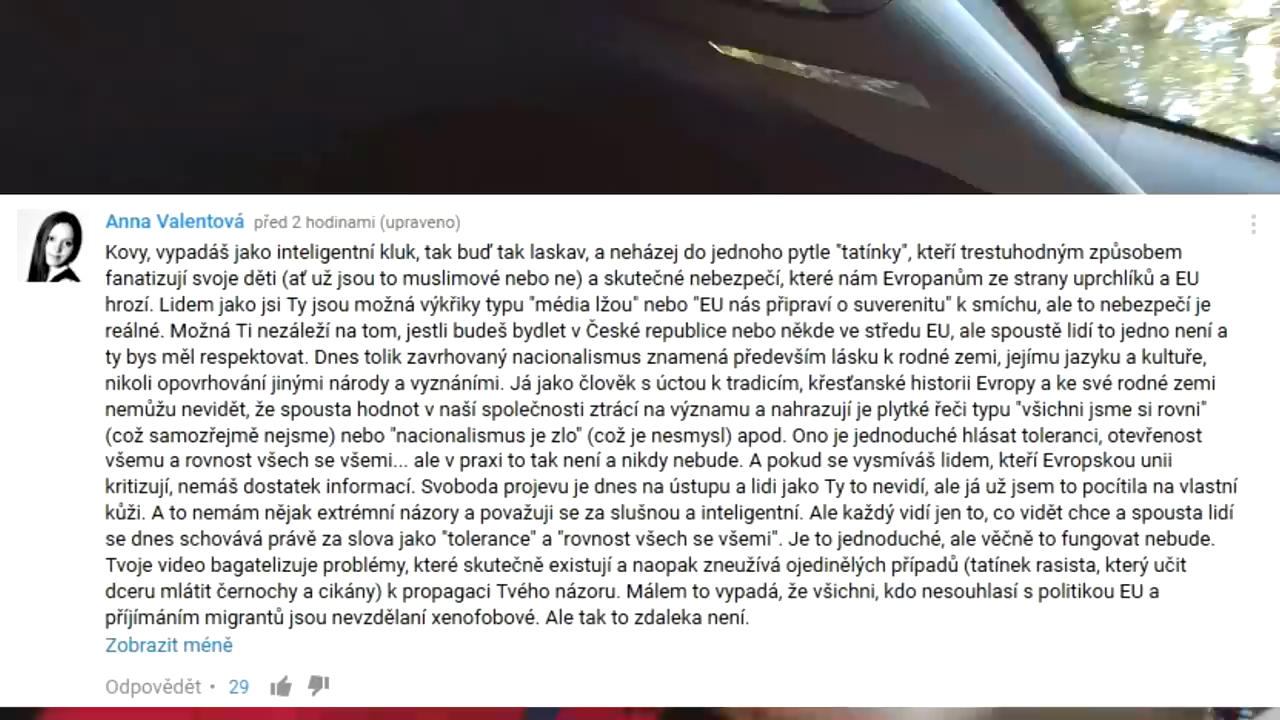 Anna Valentová před 2 hodinami (upraveno)
Kovy, vypadáš jako inteligentní kluk, tak buď tak laskav, a neházej do jednoho pytle "tatínky", kteří trestuhodným způsobem
fanatizují svoje děti (ať už jsou to muslimové nebo ne) a skutečné nebezpečí, které nám Evropanům ze strany uprchlíků a EU
hrozí. Lidem jako jsi Ty jsou možná výkřiky typu "média lžou" nebo "EU nás připraví o suverenitu" k smíchu, ale to nebezpečí je
reálné. Možná Ti nezáleží na tom, jestli budeš bydlet v České republice nebo někde ve středu EU, ale spoustě lidí to jedno není a
ty bys měl respektovat. Dnes tolik zavrhovaný nacionalismus znamená především lásku k rodné zemi, jejímu jazyku a kultuře,
nikoli opovrhování jinými národy a vyznáními. Já jako člověk s úctou k tradicím, křesťanské historii Evropy a ke své rodné zemi
nemůžu nevidět, že spousta hodnot v naší společnosti ztrácí na významu a nahrazují je plytké řeči typu "všichni jsme si rovni"
(což samozřejmě nejsme) nebo "nacionalismus je zlo" (což je nesmysl) apod. Ono je jednoduché hlásat toleranci, otevřenost
všemu a rovnost všech se všemi... ale v praxi to tak není a nikdy nebude. A pokud se vysmíváš lidem, kteří Evropskou unii
kritizují, nemáš dostatek informací. Svoboda projevu je dnes na ústupu a lidi jako Ty to nevidí, ale já už jsem to pocítila na vlastní
kůži. A to nemám nějak extrémní názory a považuji se za slušnou a inteligentní. Ale každý vidí jen to, co vidět chce a spousta lidí
se dnes schovává právě za slova jako "tolerance" a "rovnost všech se všemi". Je to jednoduché, ale věčně to fungovat nebude.
Tvoje video bagatelizuje problémy, které skutečně existují a naopak zneužívá ojedinělých případů (tatínek rasista, který učit
dceru mlátit černochy a cikány) k propagaci Tvého názoru. Málem to vypadá, že všichni, kdo nesouhlasí s politikou EU a
příjímáním migrantů jsou nevzdělaní xenofobové. Ale tak to zdaleka není.
Zobrazit méně
Odpovědět • 29